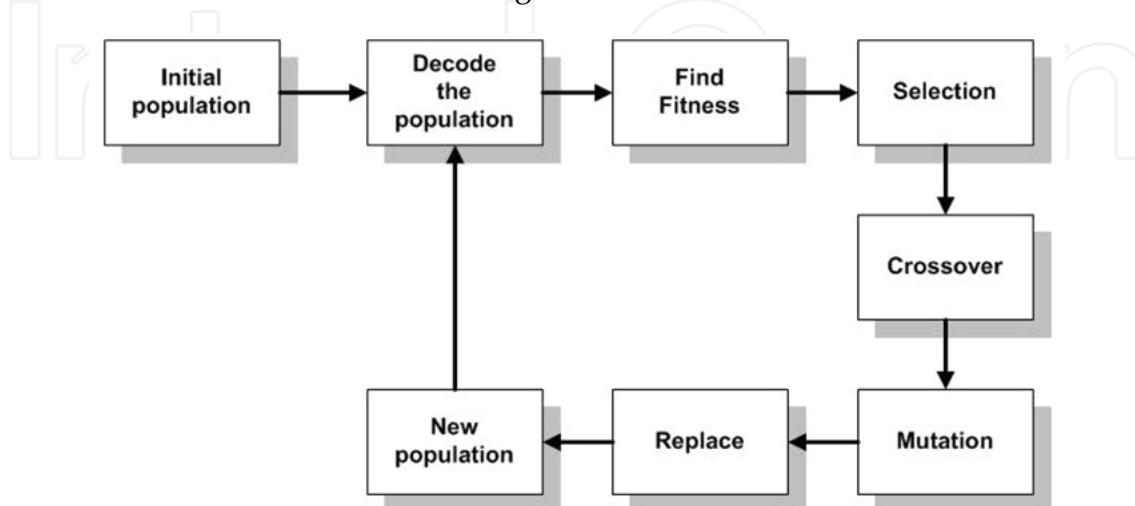 Initial
population
Decode
the
population
Find
Fitness
Selection
Crossover
New
population
Replace
Mutation